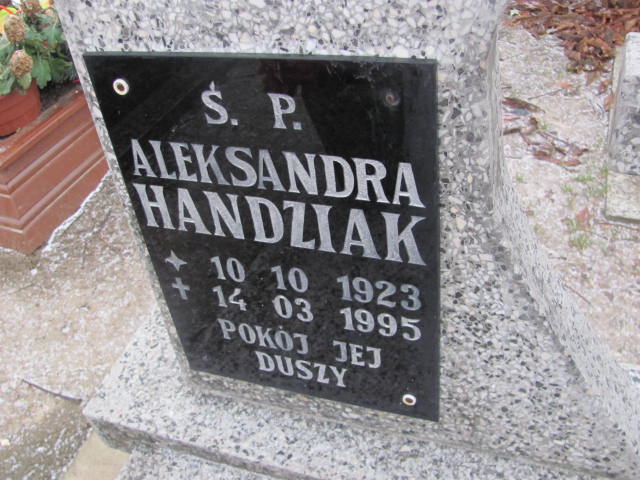 Ś. P.
ALEKSANDRA
HANDZIAK
10 10 1923
14 03 1995
POKÓJ JEJ
DUSZY